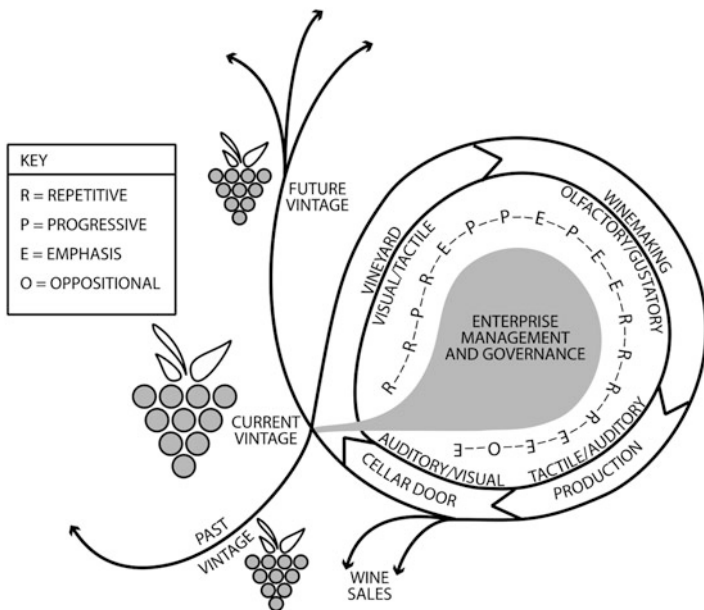 KEY
R = REPETITIVE
P = PROGRESSIVE
E = EMPHASIS
O = OPPOSITIONAL
FUTURE
VINTAGE
CURRENT
VINTAGE
PAST
VINTAGE
VINEYARD
VISUAL/TACTILE
WINEMAKING
OLFACTORY/GUSTATORY
R---R---P---R---E---P---P---E---P---E---E---R---R---R---R---E---E---O---E
ENTERPRISE
MANAGEMENT
AND GOVERNANCE
TACTILE/AUDITORY
PRODUCTION
AUDITORY/VISUAL
CELLAR DOOR
WINE
SALES